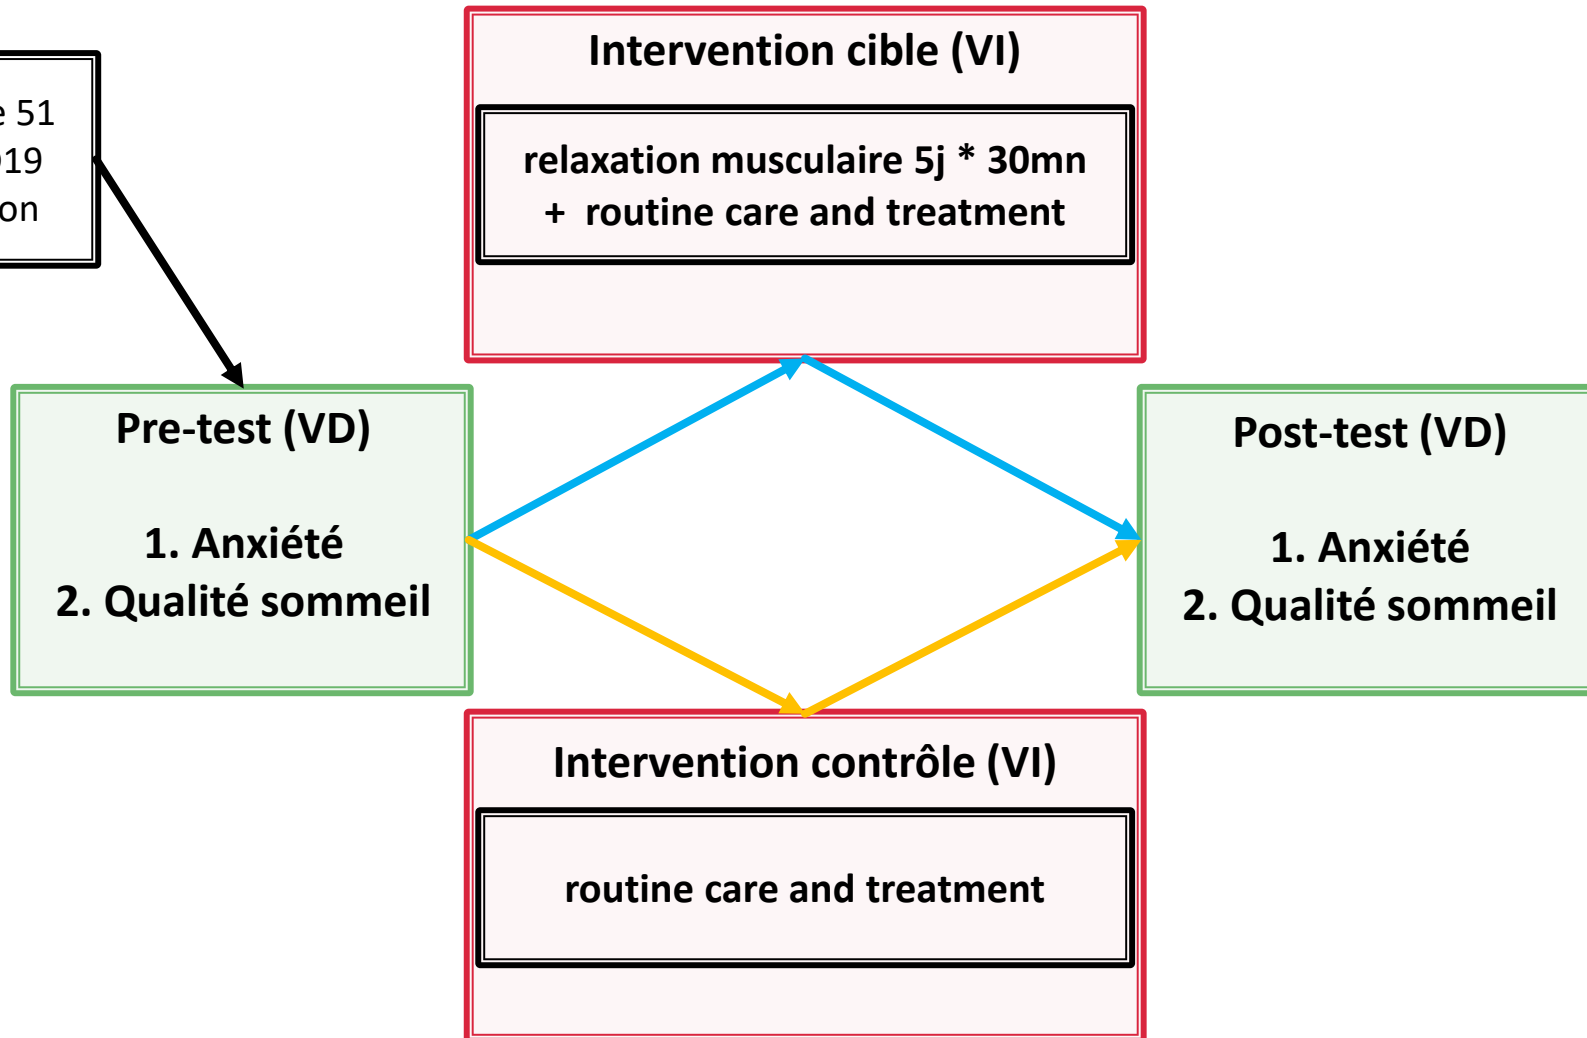 Intervention cible (VI)
51
19
relaxation musculaire 5j * 30mn
+ routine care and treatment
Pre-test (VD)
1. Anxiété
2. Qualité sommeil
Post-test (VD)
1. Anxiété
2. Qualité sommeil
Intervention contrôle (VI)
routine care and treatment